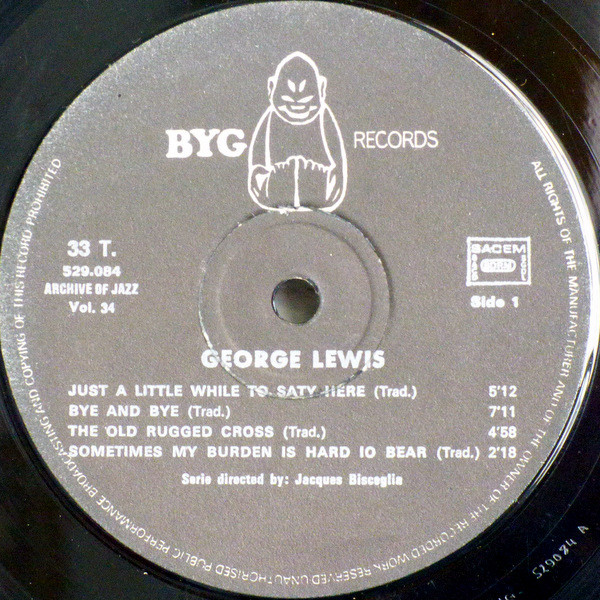 BYG RECORDS
33 T.
529.084
ARCHIVE OF JAZZ
Vol. 34
SACEM
BIEM
Side 1
GEORGE LEWIS
JUST A LITTLE WHILE TO SATY HERE (Trad.) 5'12
BYE AND BYE (Trad.) 7'11
THE OLD RUGGED CROSS (Trad.) 4'58
SOMETIMES MY BURDEN IS HARD IO BEAR (Trad.) 2'18
Serie directed by: Jacques Bisceglia
ALL RIGHTS OF THE MANUFACTURER AND OF THE OWNER OF THE RECORDED WORK RESERVED UNAUTHORISED PUBLIC PERFORMANCE BROADCASTING AND COPYING OF THIS RECORD PROHIBITED
529084 A